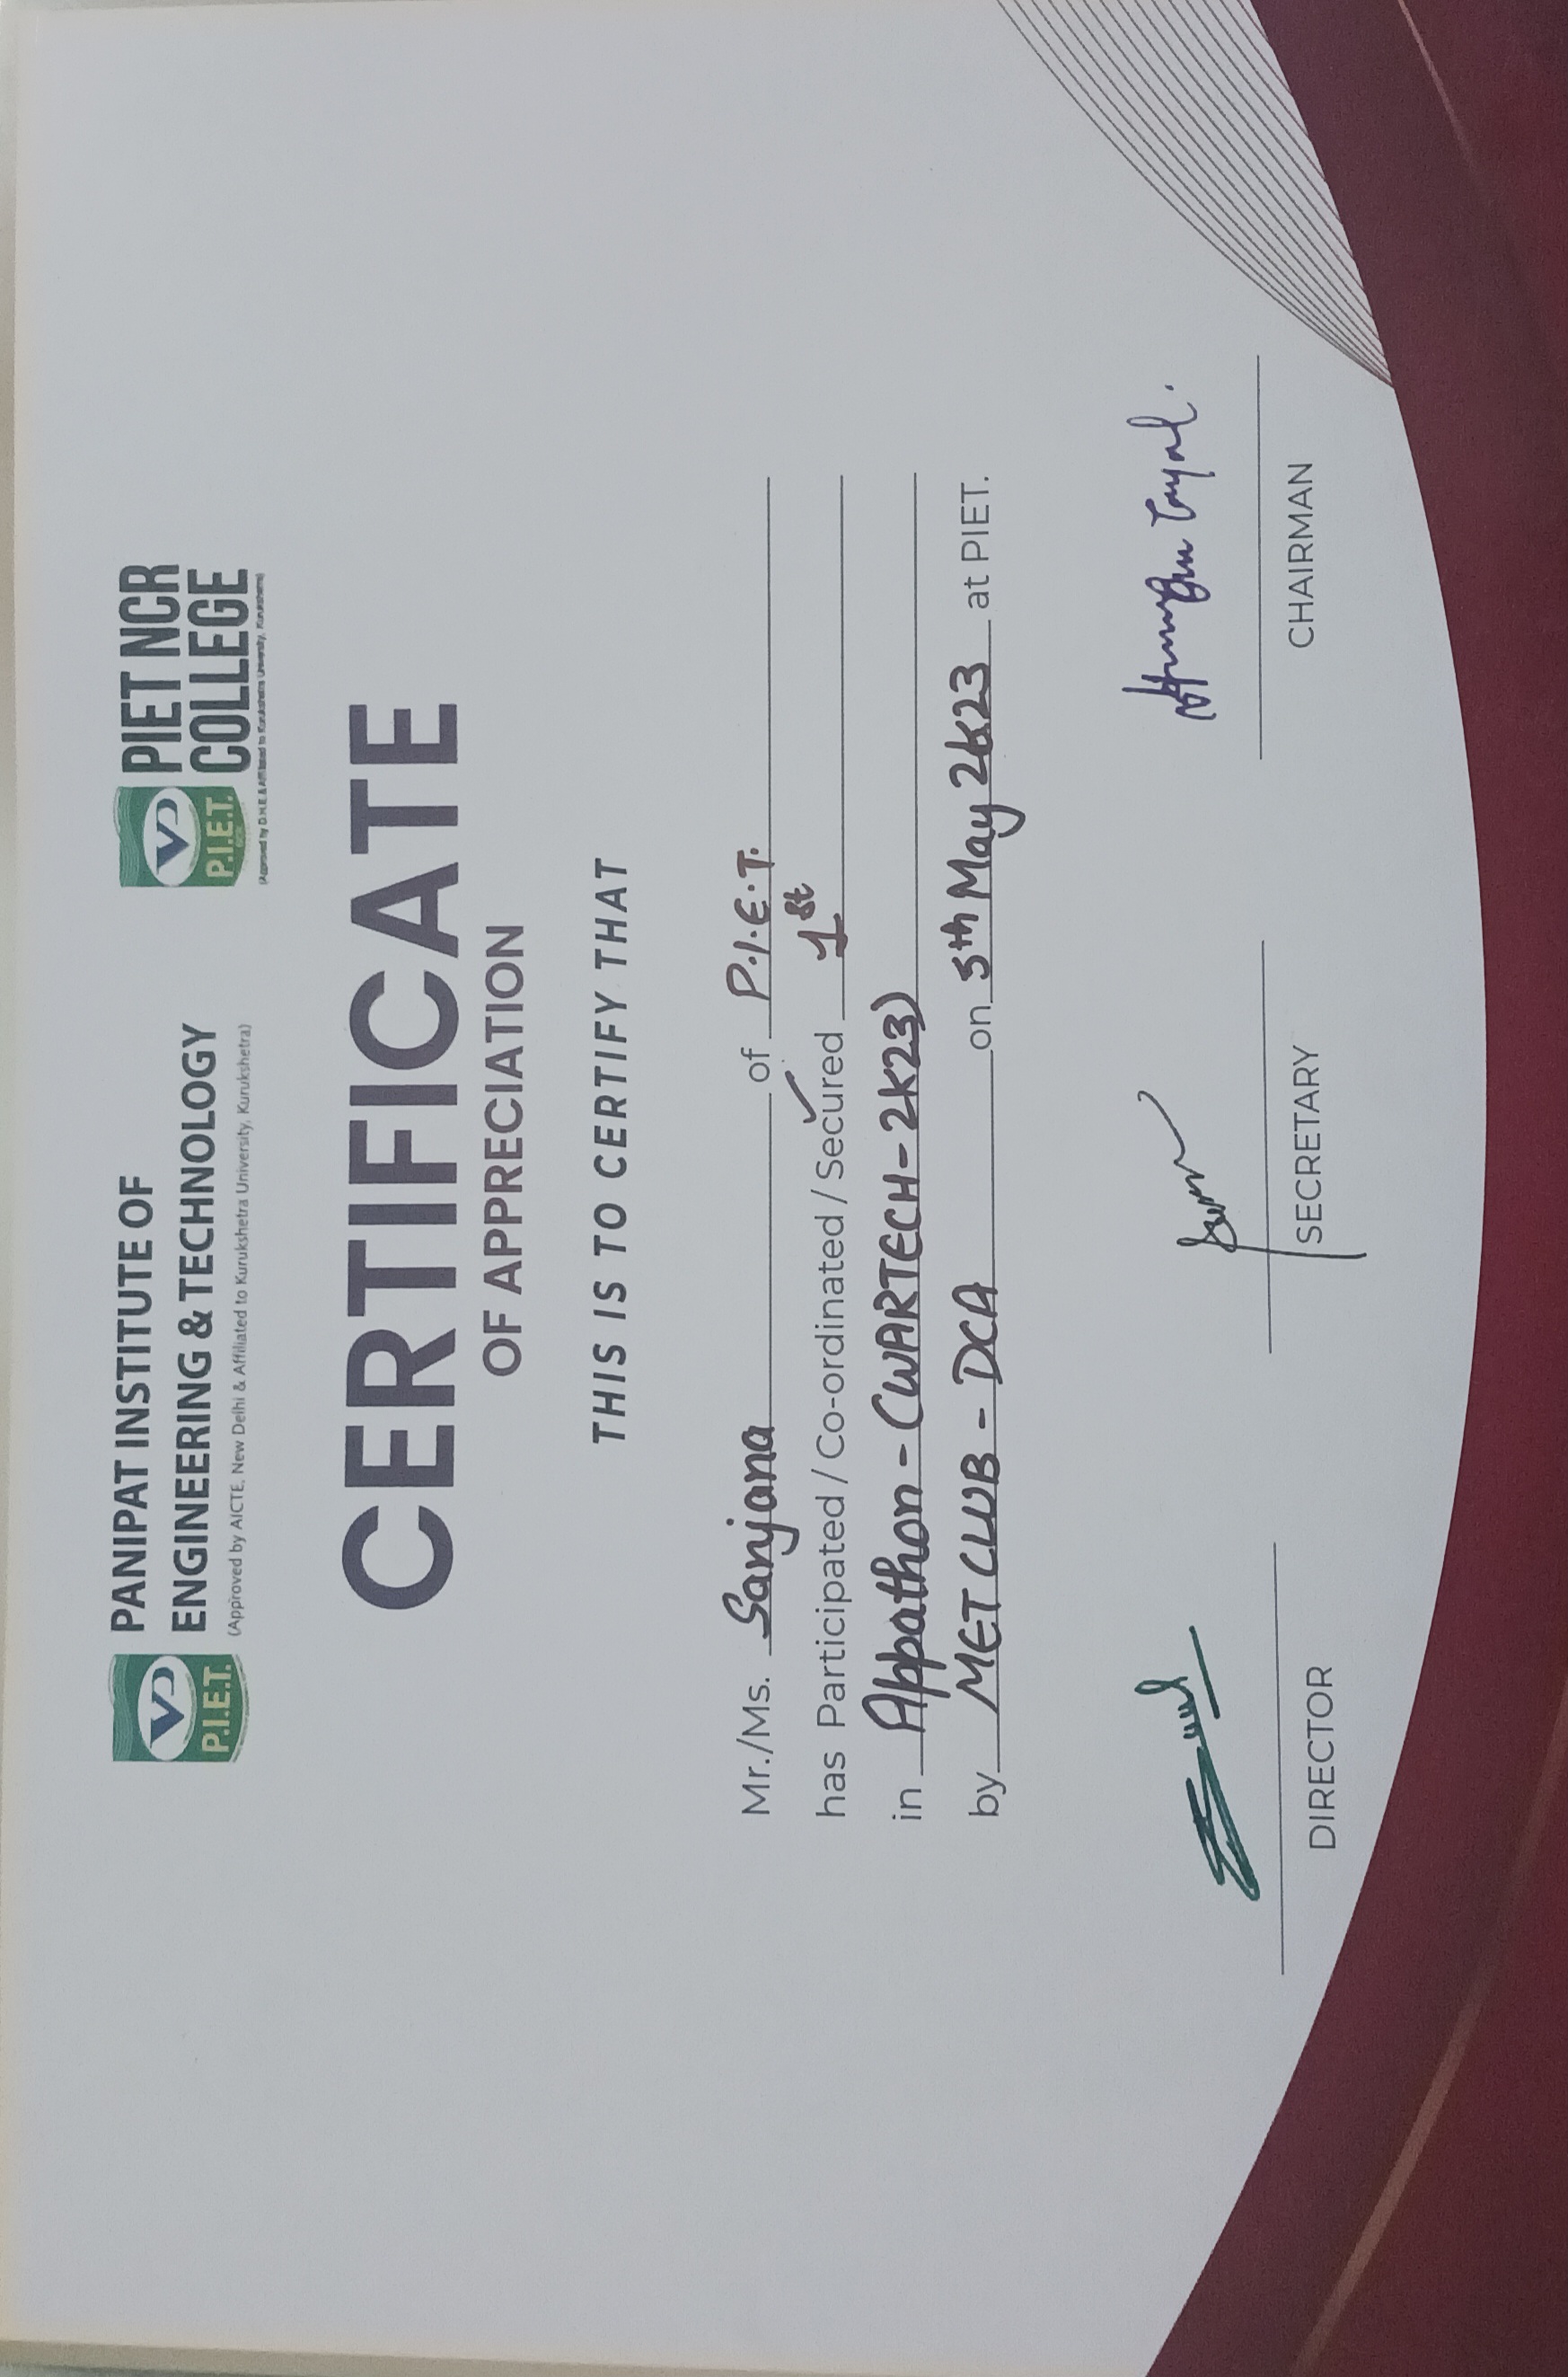 PANIPAT INSTITUTE OF
ENGINEERING & TECHNOLOGY
(Approved by AICTE, New Delhi & Affiliated to Kurukshetra University, Kurukshetra)
P.I.E.T.
PIET NCR
COLLEGE
(Approved by D.H.E & Affiliated to Kurukshetra University, Kurukshetra)
P.I.E.T.
CERTIFICATE
OF APPRECIATION
THIS IS TO CERTIFY THAT
Mr./Ms. Sanjana of P.I.E.T.
has Participated / Co-ordinated / Secured 1st
in Appathon - (WARTECH-2K23)
by MET CLUB - DCA on 5th May 2k23 at PIET.
DIRECTOR
SECRETARY
CHAIRMAN